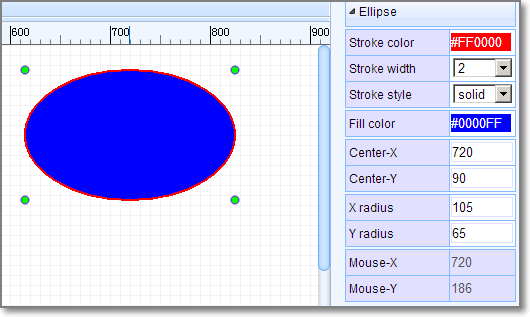 600 700 800 900
Ellipse
Stroke color #FF0000
Stroke width 2
Stroke style solid
Fill color #0000FF
Center-X 720
Center-Y 90
X radius 105
Y radius 65
Mouse-X 720
Mouse-Y 186